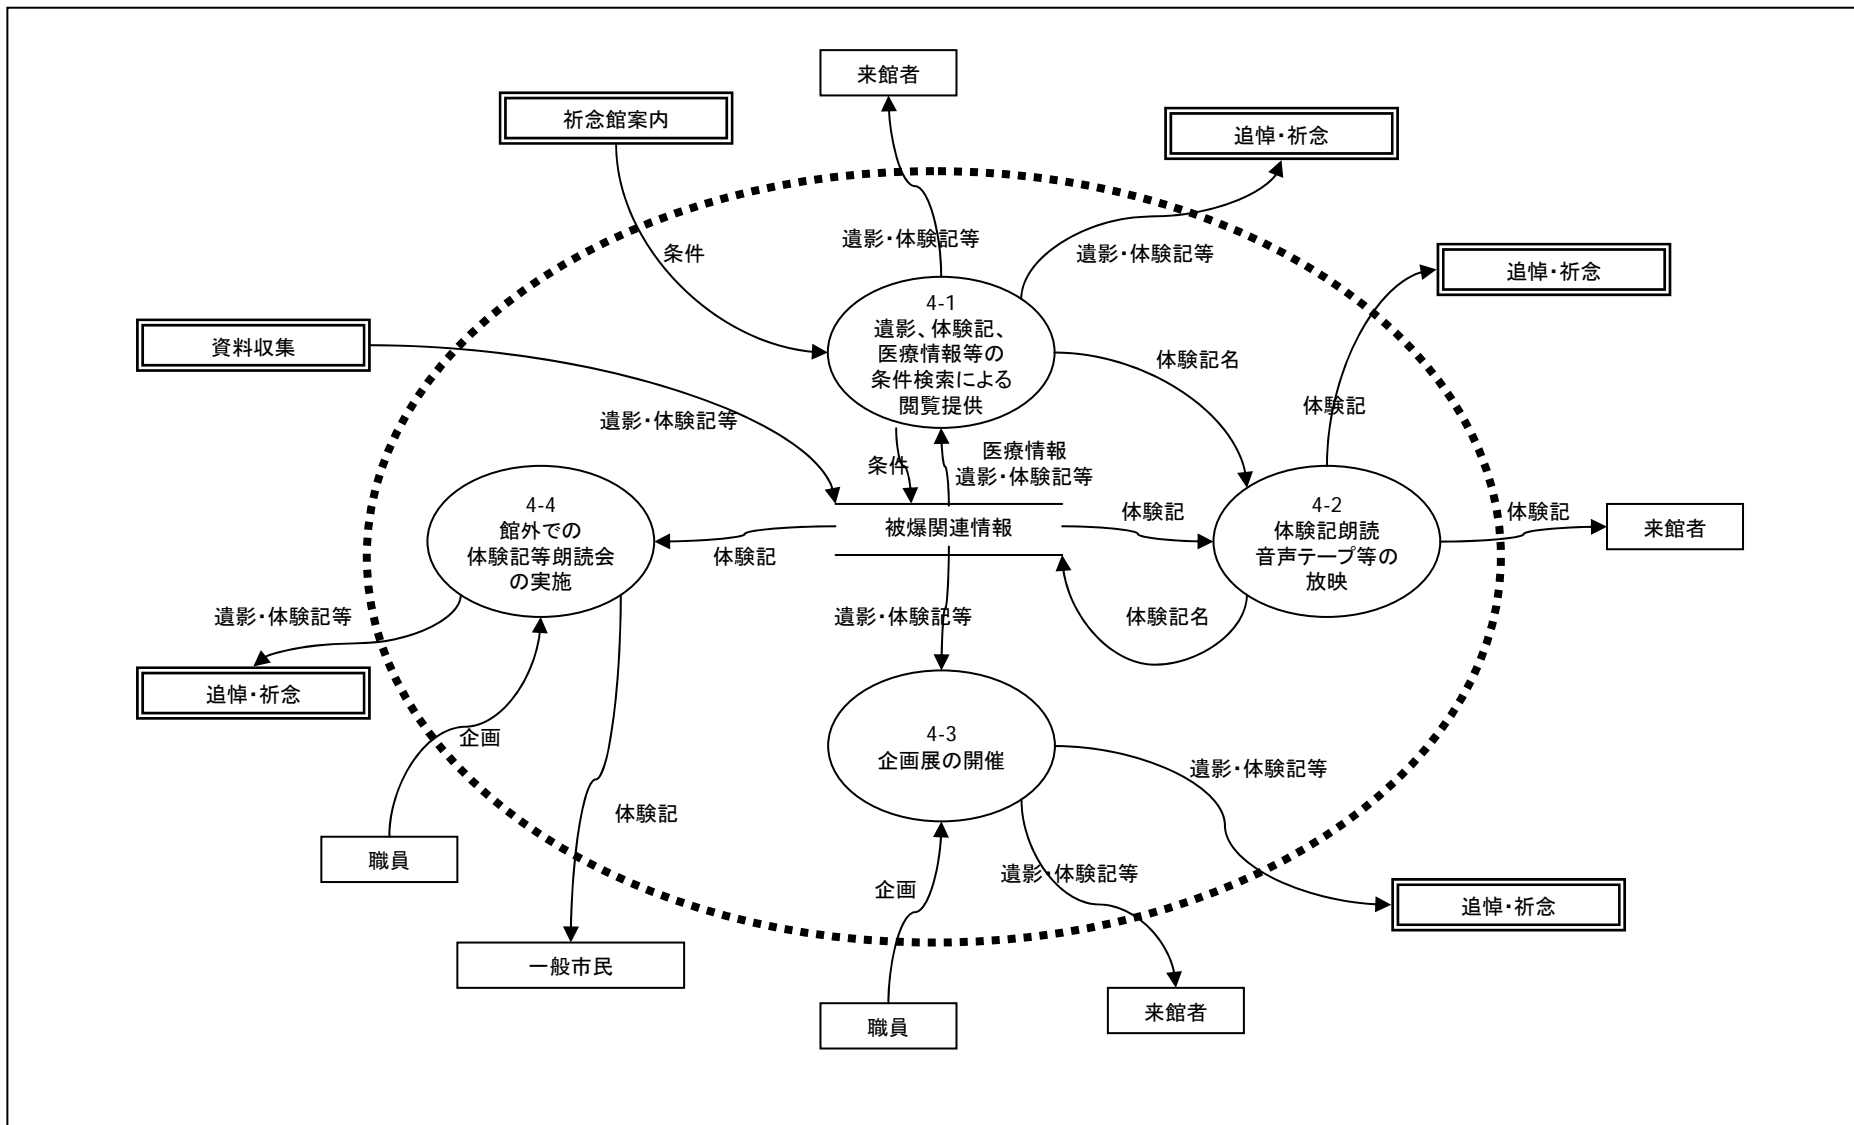 来館者
祈念館案内
追悼・祈念
遺影・体験記等
条件
遺影・体験記等
追悼・祈念
4-1
遺影、体験記、
医療情報等の
条件検索による
閲覧提供
資料収集
体験記名
遺影・体験記等
体験記
条件
医療情報
遺影・体験記等
4-4
館外での
体験記等朗読会
の実施
被爆関連情報
体験記
4-2
体験記朗読
音声テープ等の
放映
体験記
来館者
体験記
遺影・体験記等
遺影・体験記等
体験記名
追悼・祈念
企画
4-3
企画展の開催
遺影・体験記等
体験記
職員
企画
遺影・体験記等
追悼・祈念
一般市民
職員
来館者